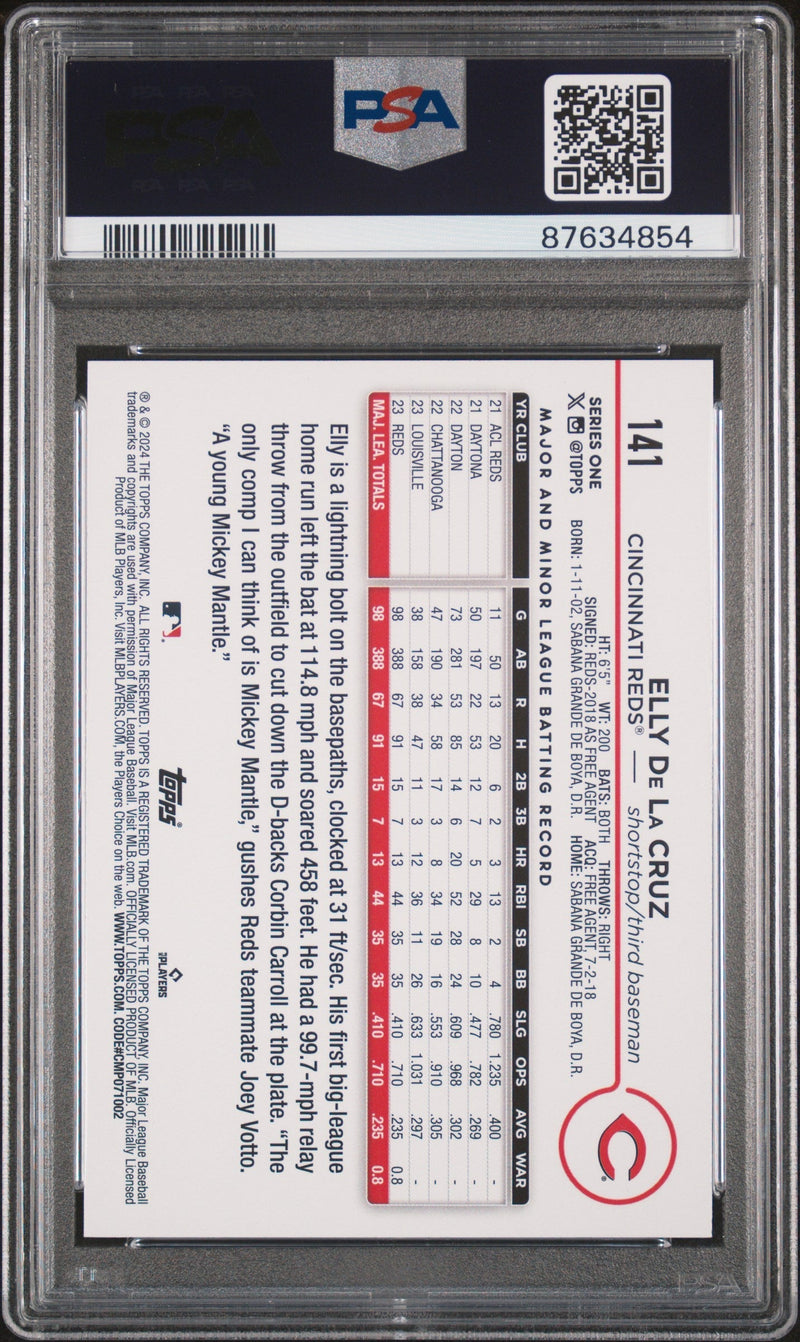 PSA
87634854
141
ELLY DE LA CRUZ
CINCINNATI REDS® — shortstop/third baseman
SERIES ONE
@TOPPS
HT: 6'5" WT: 200 BATS: BOTH THROWS: RIGHT
SIGNED: REDS-2018 AS FREE AGENT ACQ: FREE AGENT, 7-2-18
BORN: 1-11-02, SABANA GRANDE DE BOYA, D.R. HOME: SABANA GRANDE DE BOYA, D.R.
MAJOR AND MINOR LEAGUE BATTING RECORD
YR CLUB G AB R H 2B 3B HR RBI SB BB SLG OPS AVG WAR
21 ACL REDS 11 50 13 20 6 2 3 13 2 4 .780 1.235 .400 -
21 DAYTONA 50 197 22 53 12 7 5 29 8 10 .477 .782 .269 -
22 DAYTON 73 281 53 85 14 6 20 52 28 24 .609 .968 .302 -
22 CHATTANOOGA 47 190 34 58 17 3 8 34 19 16 .553 .910 .305 -
23 LOUISVILLE 38 158 38 47 11 3 12 36 11 26 .633 1.031 .297 -
23 REDS 98 388 67 91 15 7 13 44 35 35 .410 .710 .235 0.8
MAJ. LEA. TOTALS 98 388 67 91 15 7 13 44 35 35 .410 .710 .235 0.8
Elly is a lightning bolt on the basepaths, clocked at 31 ft/sec. His first big-league
home run left the bat at 114.8 mph and soared 458 feet. He had a 99.7-mph relay
throw from the outfield to cut down the D-backs Corbin Carroll at the plate. "The
only comp I can think of is Mickey Mantle," gushes Reds teammate Joey Votto.
"A young Mickey Mantle."
topps®
PLAYERS
® & © 2024 THE TOPPS COMPANY, INC. ALL RIGHTS RESERVED. TOPPS IS A REGISTERED TRADEMARK OF THE TOPPS COMPANY, INC. Major League Baseball
trademarks and copyrights are used with permission of Major League Baseball. Visit MLB.com. OFFICIALLY LICENSED PRODUCT OF MLB. Officially Licensed
Product of MLB Players, Inc. Visit MLBPLAYERS.COM, the Players Choice on the web. WWW.TOPPS.COM. CODE#CMP071002
PSA